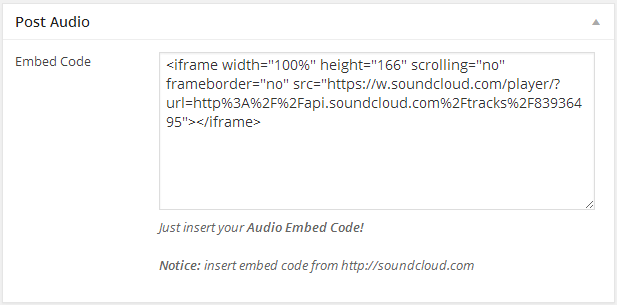 Post Audio
Embed Code
<iframe width="100%" height="166" scrolling="no"
frameborder="no" src="https://w.soundcloud.com/player/?
url=http%3A%2F%2Fapi.soundcloud.com%2Ftracks%2F839364
95"></iframe>
Just insert your Audio Embed Code!
Notice: insert embed code from http://soundcloud.com